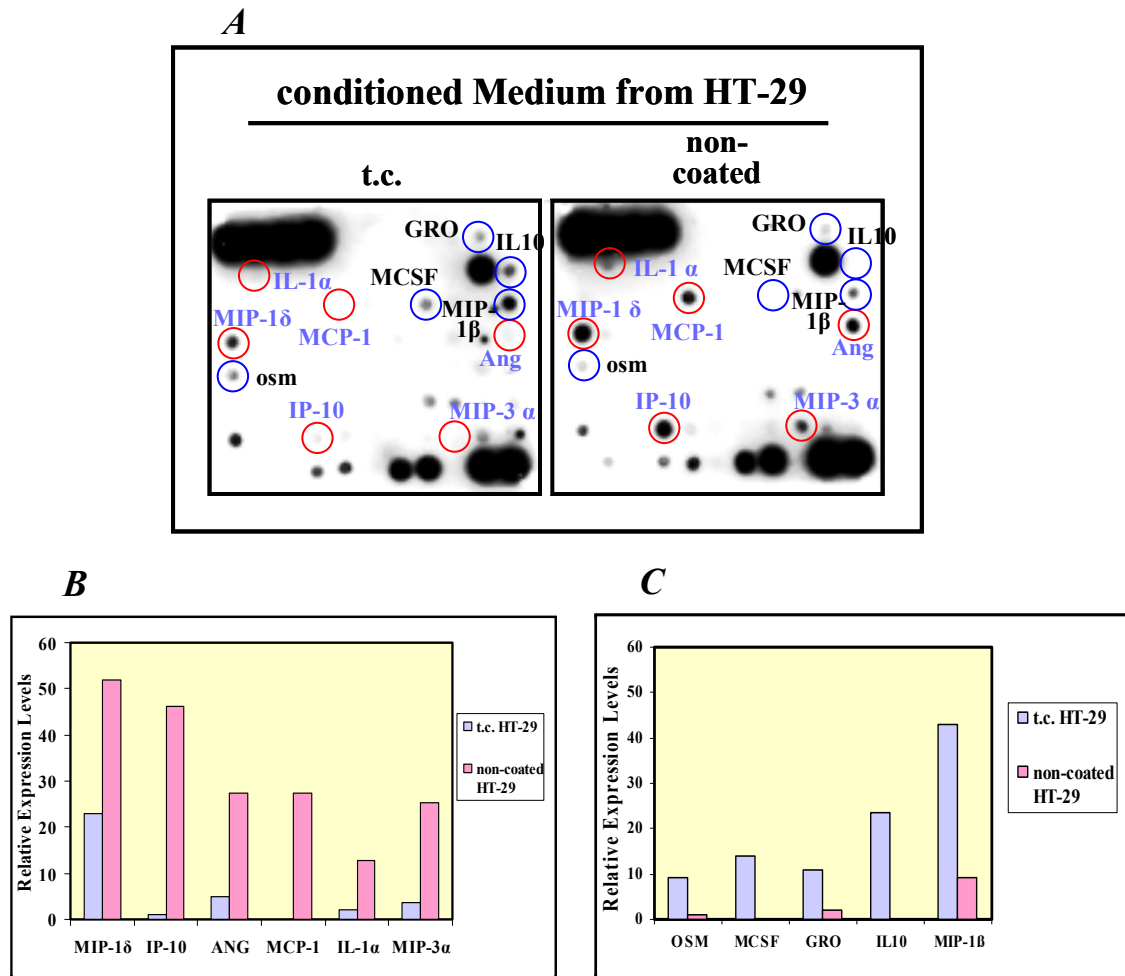 A
conditioned Medium from HT-29
t.c.
non-
coated
GRO
IL10
IL-1α
MCSF
MIP-1δ
MCP-1
MIP-
1β
Ang
osm
IP-10
MIP-3 α
GRO
IL10
IL-1 α
MCSF
MIP-1 δ
MCP-1
MIP-
1β
Ang
osm
IP-10
MIP-3 α
B
Relative Expression Levels
60
50
40
30
20
10
0
MIP-1δ IP-10 ANG MCP-1 IL-1α MIP-3α
t.c. HT-29
non-coated
HT-29
C
Relative Expression Levels
60
50
40
30
20
10
0
OSM MCSF GRO IL10 MIP-1ß
t.c. HT-29
non-coated
HT-29